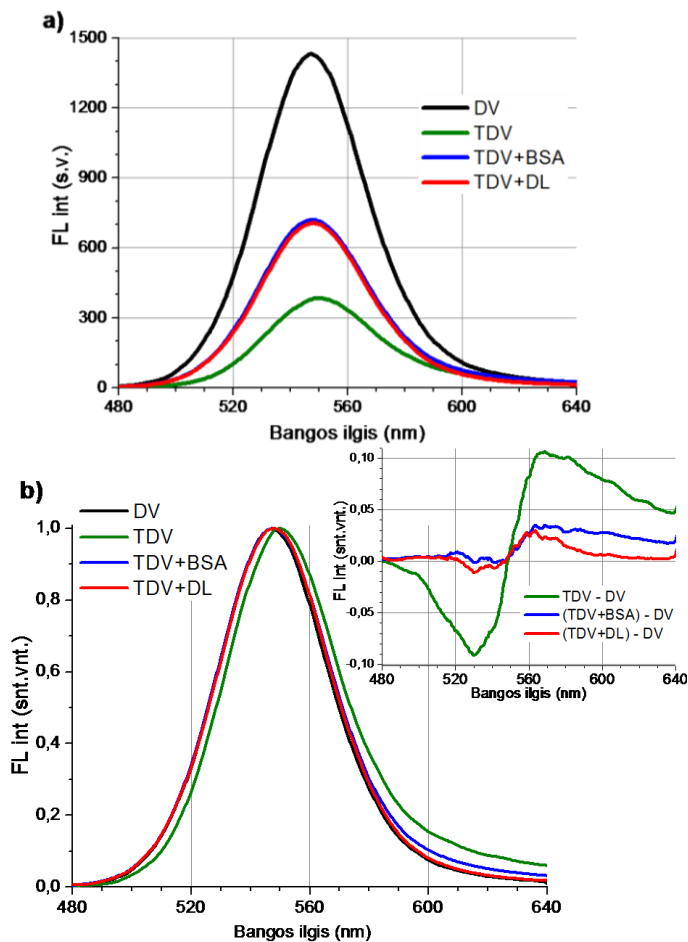 a)
1500
1200
900
600
300
0
FL int (s.v.)
DV
TDV
TDV+BSA
TDV+DL
480 520 560 600 640
Bangos ilgis (nm)
b)
DV
TDV
TDV+BSA
TDV+DL
1,0
0,8
0,6
0,4
0,2
0,0
FL int (snt.vnt.)
480 520 560 600 640
Bangos ilgis (nm)
0,10
0,05
0,00
-0,05
-0,10
FL int (snt.vnt.)
TDV - DV
(TDV+BSA) - DV
(TDV+DL) - DV
480 520 560 600 640
Bangos ilgis (nm)